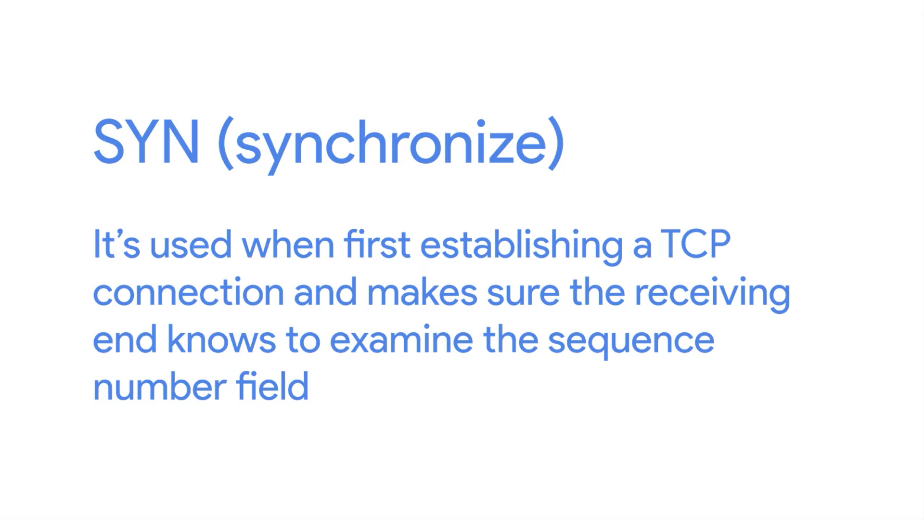 SYN (synchronize)
It’s used when first establishing a TCP
connection and makes sure the receiving
end knows to examine the sequence
number field